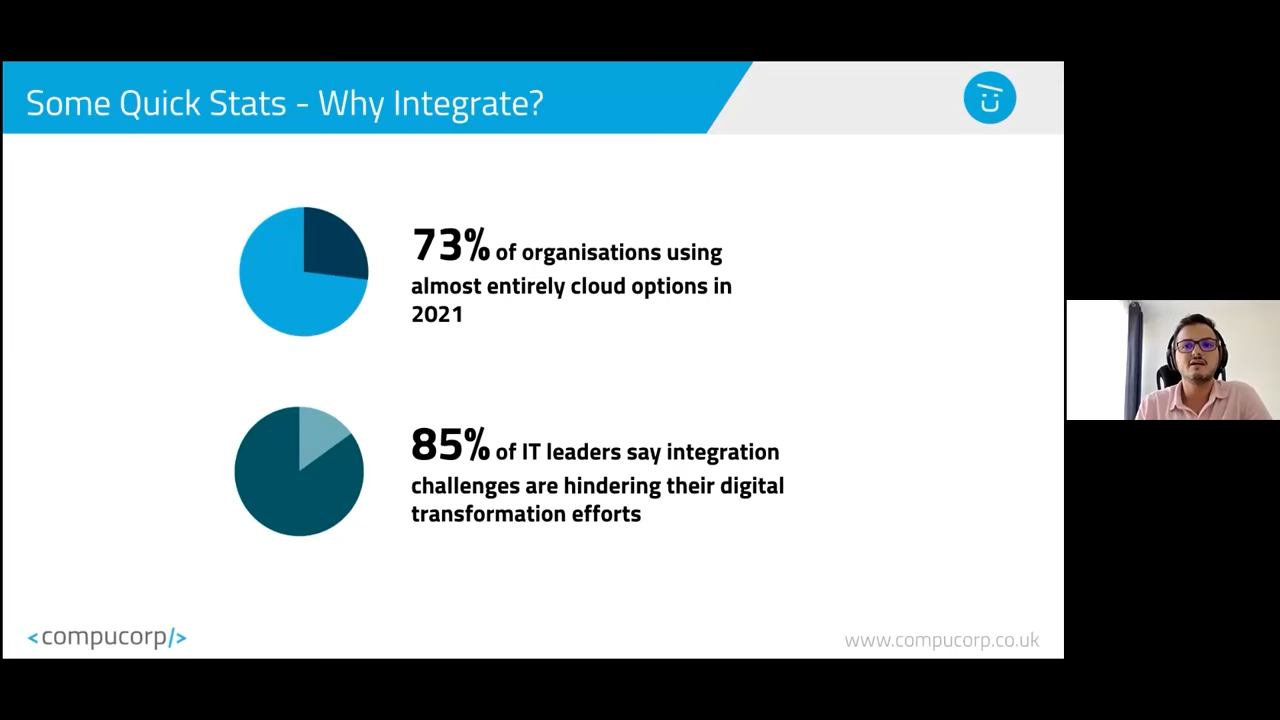 Some Quick Stats - Why Integrate?
73% of organisations using
almost entirely cloud options in
2021
85% of IT leaders say integration
challenges are hindering their digital
transformation efforts
<compucorp/>
www.compucorp.co.uk